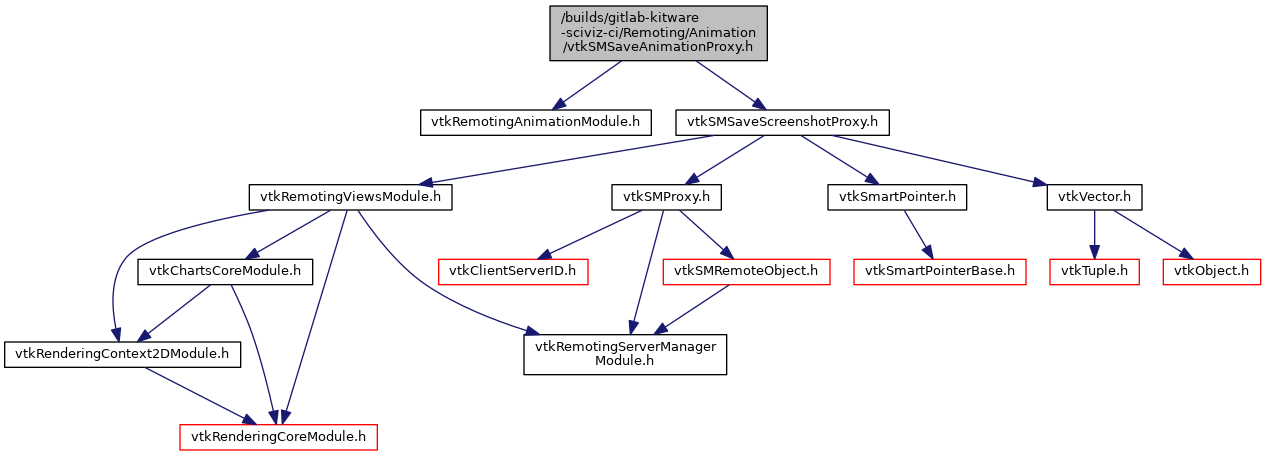 /builds/gitlab-kitware
-sciviz-ci/Remoting/Animation
/vtkSMSaveAnimationProxy.h
vtkRemotingAnimationModule.h
vtkSMSaveScreenshotProxy.h
vtkRemotingViewsModule.h
vtkSMProxy.h
vtkSmartPointer.h
vtkVector.h
vtkChartsCoreModule.h
vtkClientServerID.h
vtkSMRemoteObject.h
vtkSmartPointerBase.h
vtkTuple.h
vtkObject.h
vtkRenderingContext2DModule.h
vtkRemotingServerManager
Module.h
vtkRenderingCoreModule.h